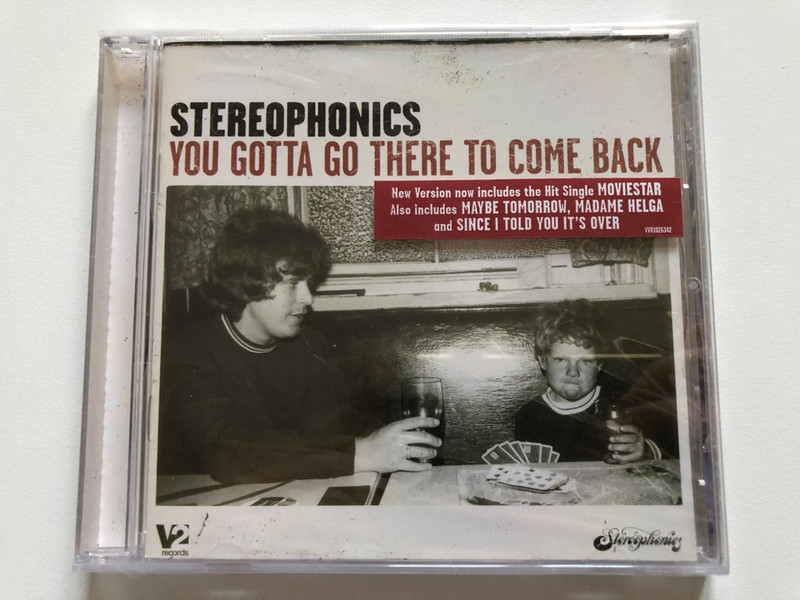 STEREOPHONICS
YOU GOTTA GO THERE TO COME BACK
New Version now includes the Hit Single MOVIESTAR
Also includes MAYBE TOMORROW, MADAME HELGA
and SINCE I TOLD YOU IT'S OVER
VVR1026342
V2
records
Stereophonics